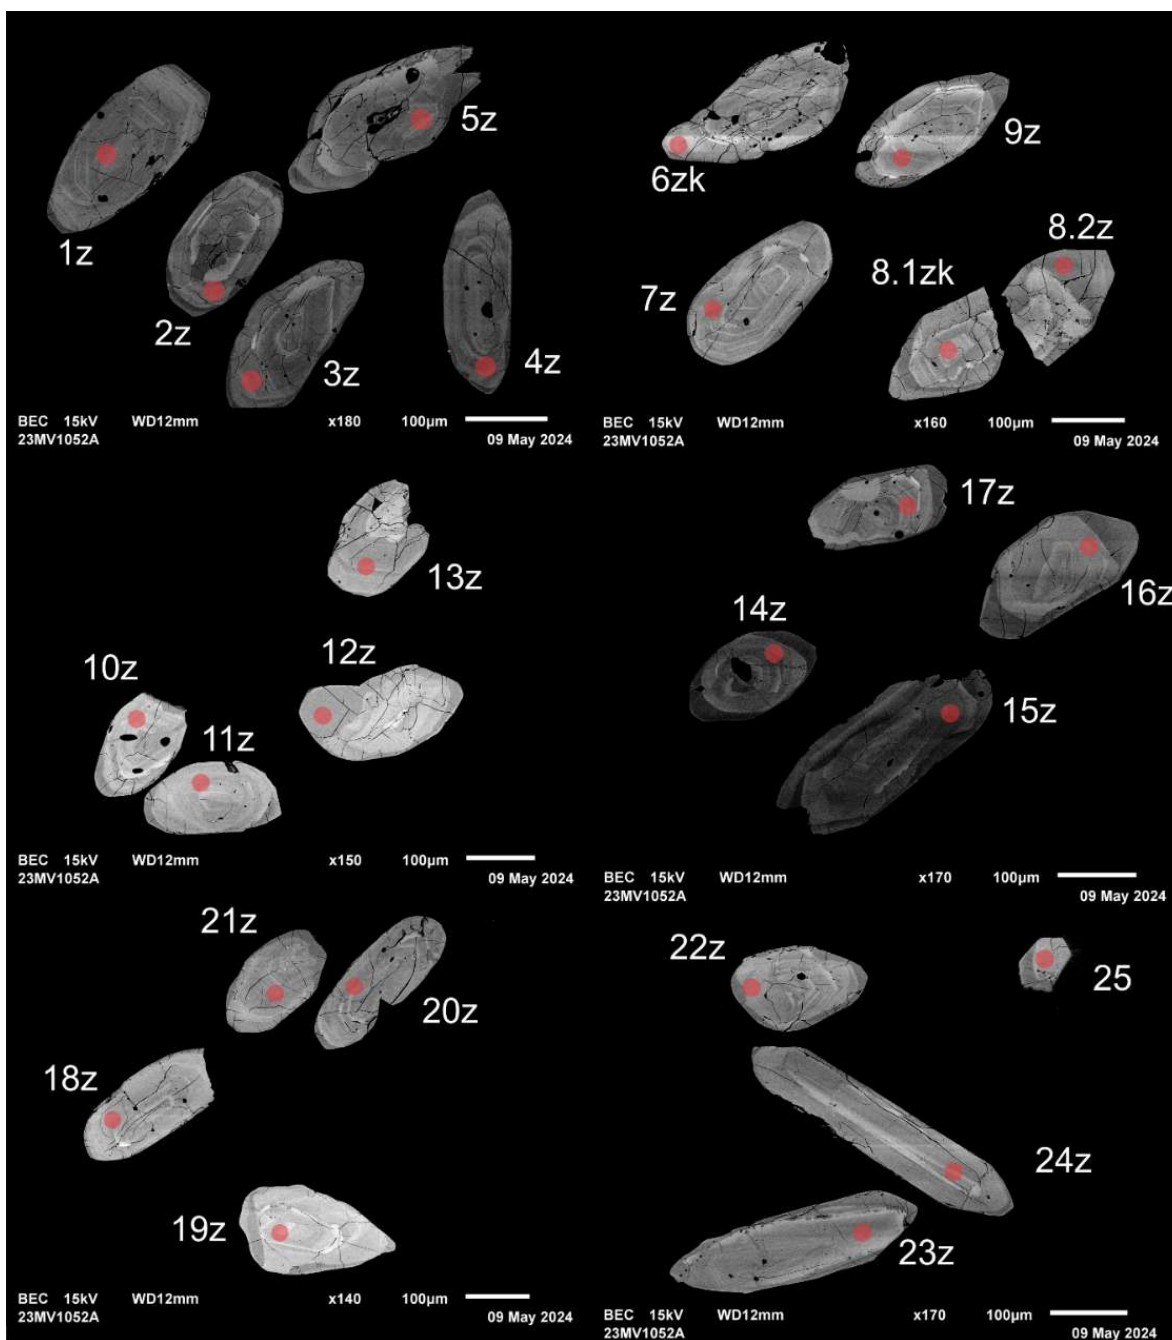 1z
5z
2z
3z
4z
BEC 15kV WD12mm x180 100µm
23MV1052A 09 May 2024
6zk
9z
8.2z
7z
8.1zk
BEC 15kV WD12mm x160 100µm
23MV1052A 09 May 2024
13z
10z
12z
11z
BEC 15kV WD12mm x150 100µm
23MV1052A 09 May 2024
17z
14z
16z
15z
BEC 15kV WD12mm x170 100µm
23MV1052A 09 May 2024
21z
20z
18z
19z
BEC 15kV WD12mm x140 100µm
23MV1052A 09 May 2024
22z
25
24z
23z
BEC 15kV WD12mm x170 100µm
23MV1052A 09 May 2024